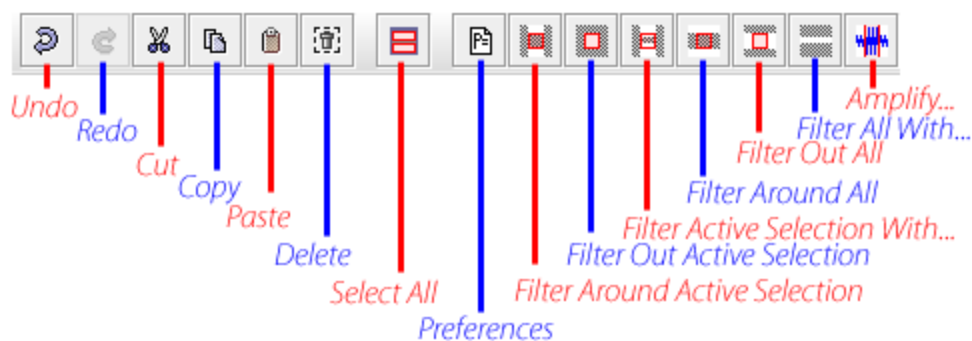 Undo
Redo
Cut
Copy
Paste
Delete
Select All
Preferences
Filter Around Active Selection
Filter Out Active Selection
Filter Active Selection With...
Filter Around All
Filter Out All
Filter All With...
Amplify...